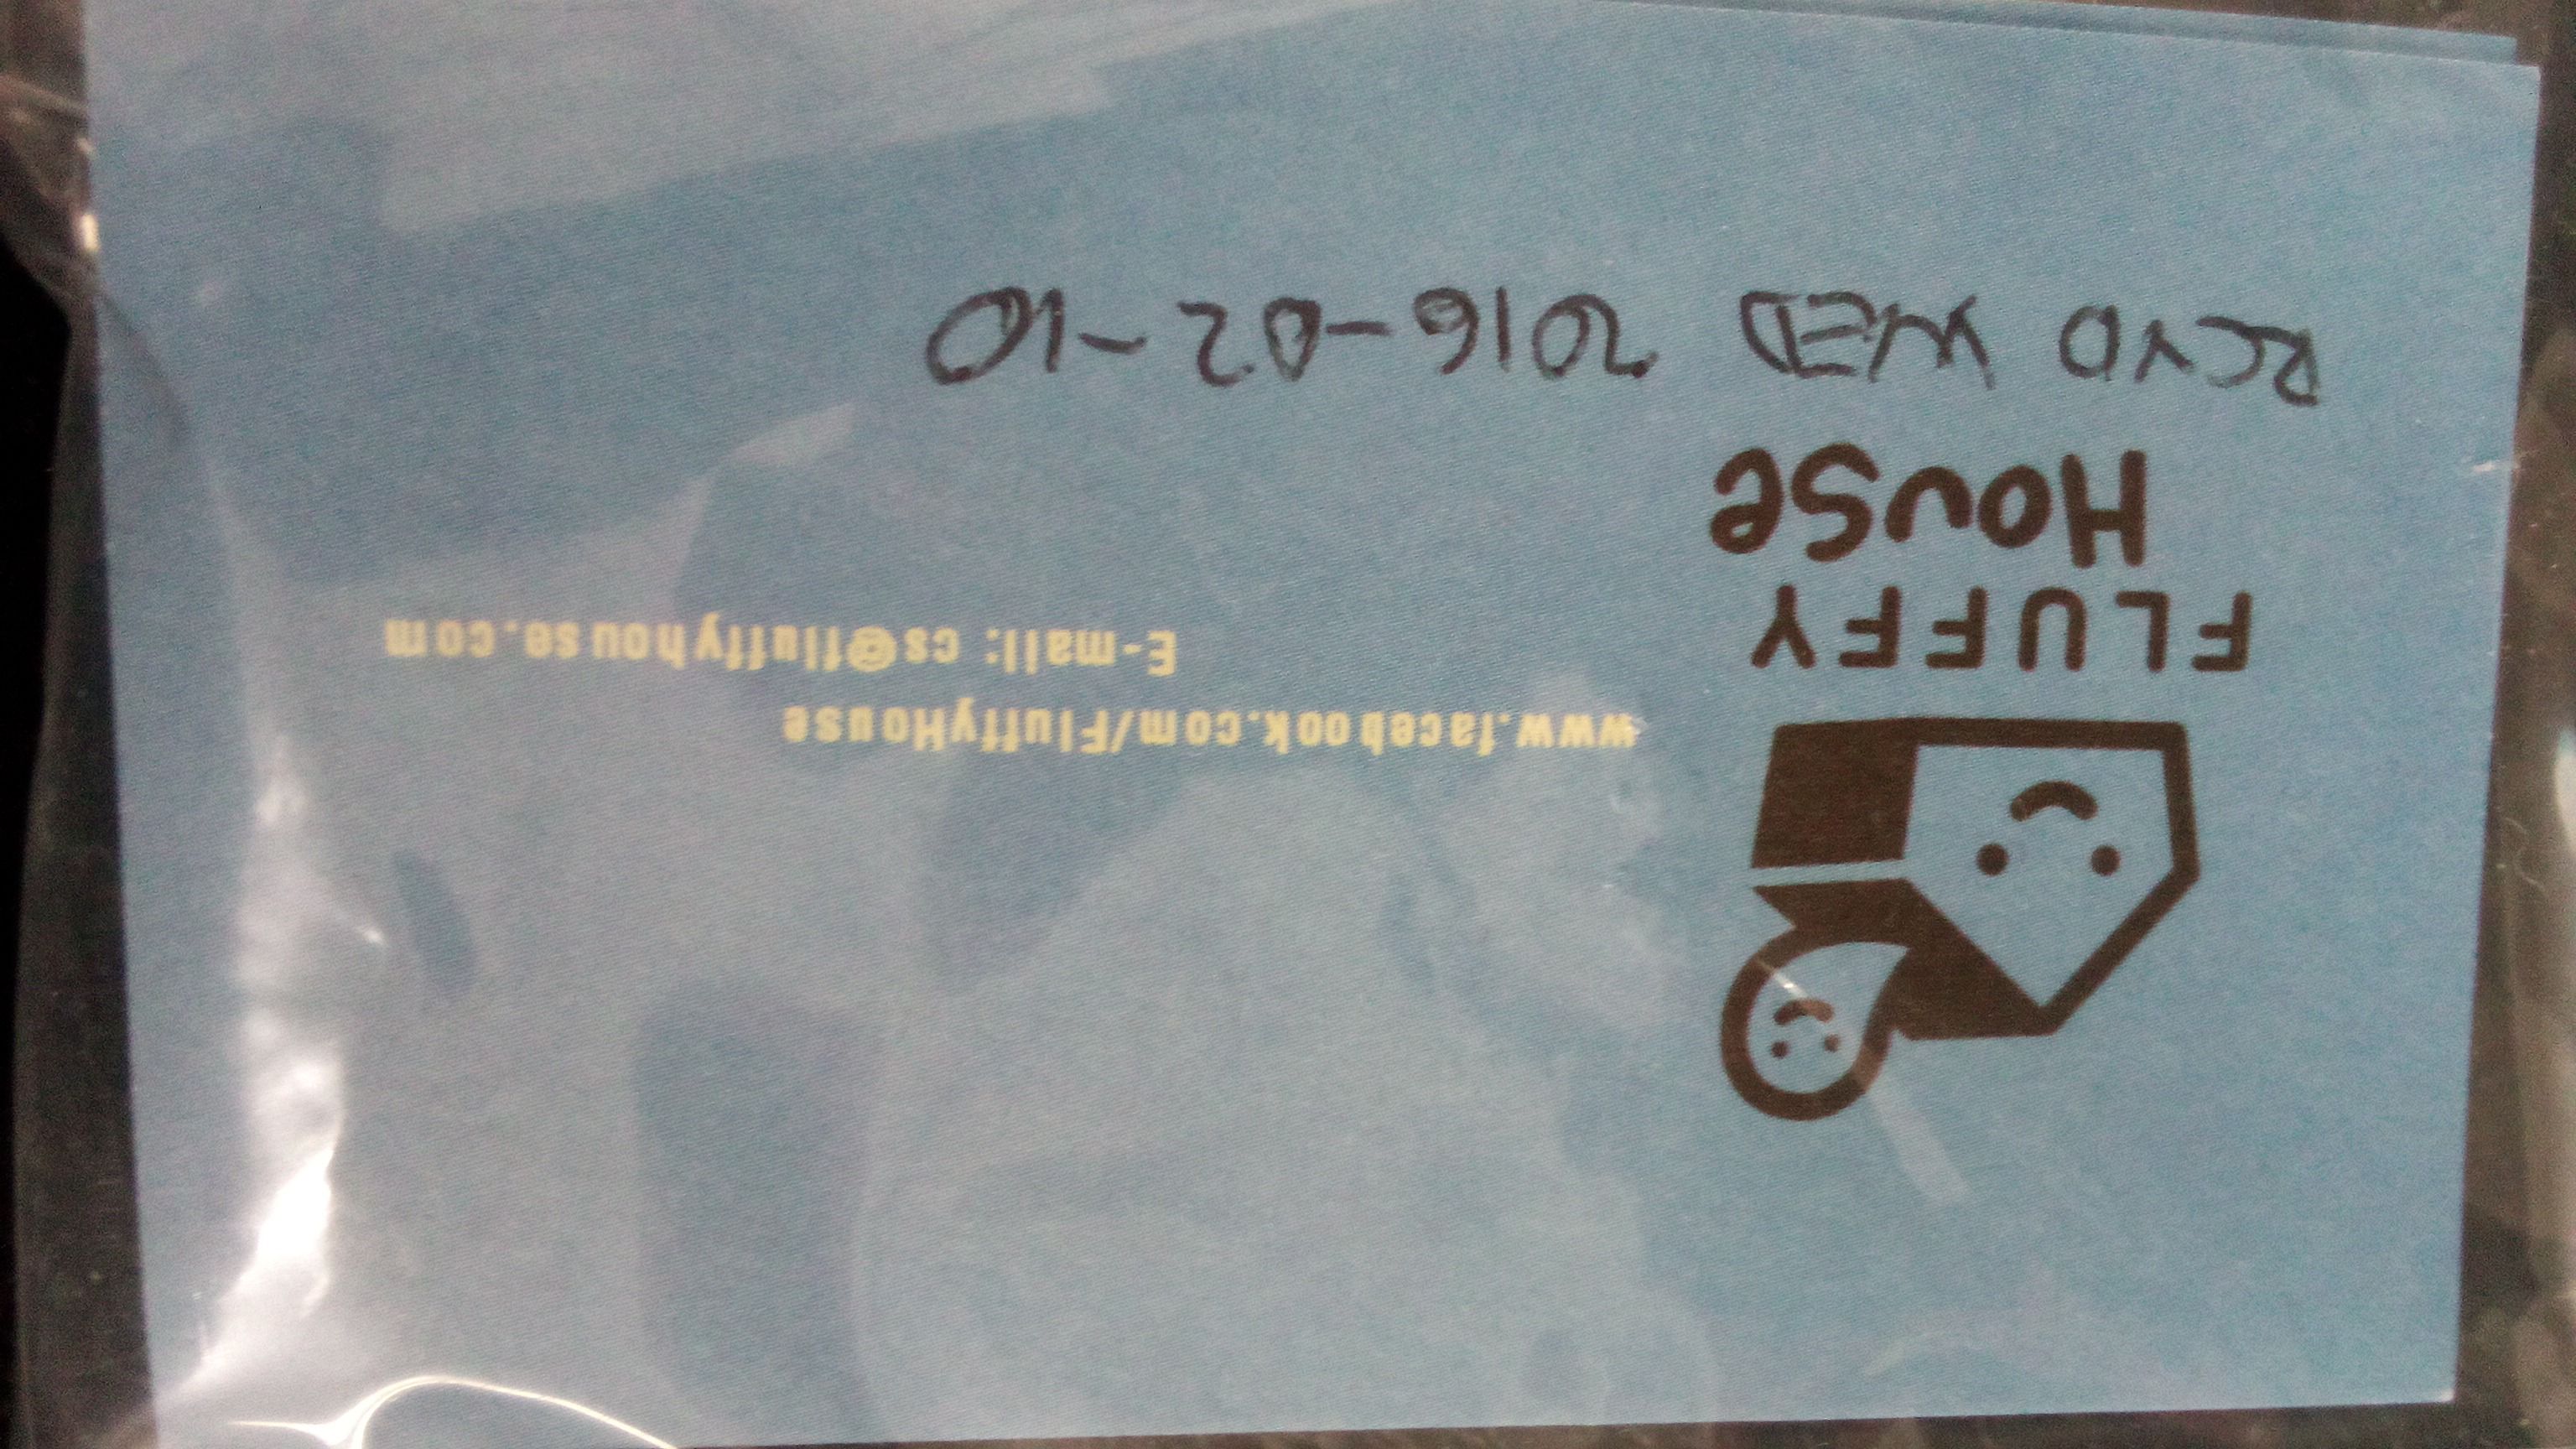 www.facebook.com/FluffyHouse
E-mail: cs@fluffyhouse.com
FLUFFY
House
RCVD WED 2016-02-10